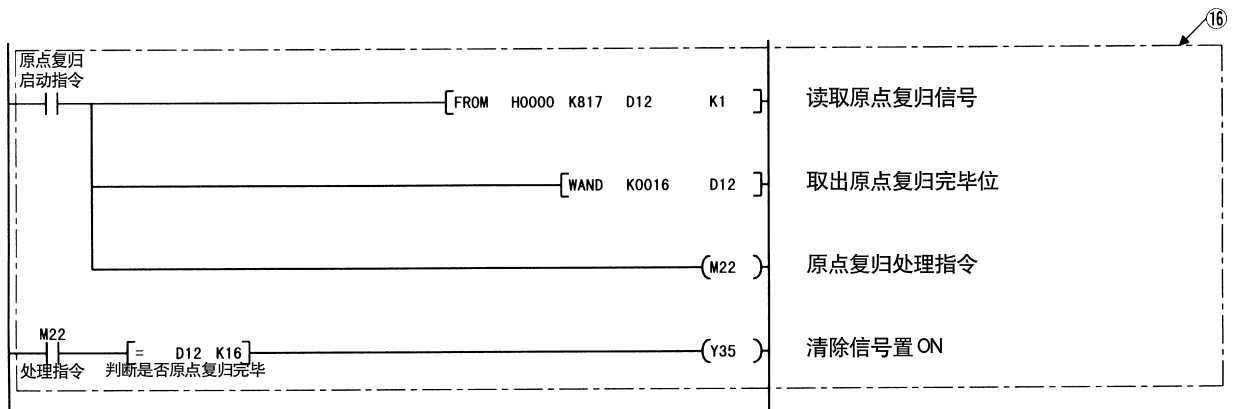 ⑯
原点复归
启动指令
FROM H0000 K817 D12 K1 读取原点复归信号
WAND K0016 D12 取出原点复归完毕位
M22 原点复归处理指令
M22
= D12 K16 Y35 清除信号置ON
处理指令 判断是否原点复归完毕